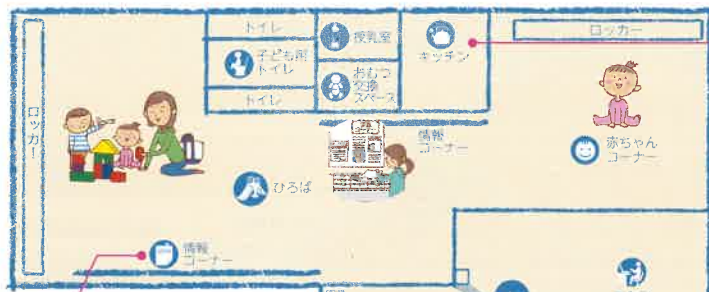 トイレ
子ども用
トイレ
トイレ
授乳室
おむつ
交換
スペース
キッチン
ロッカー
ロッカー
情報
コーナー
赤ちゃん
コーナー
ひろば
情報
コーナー